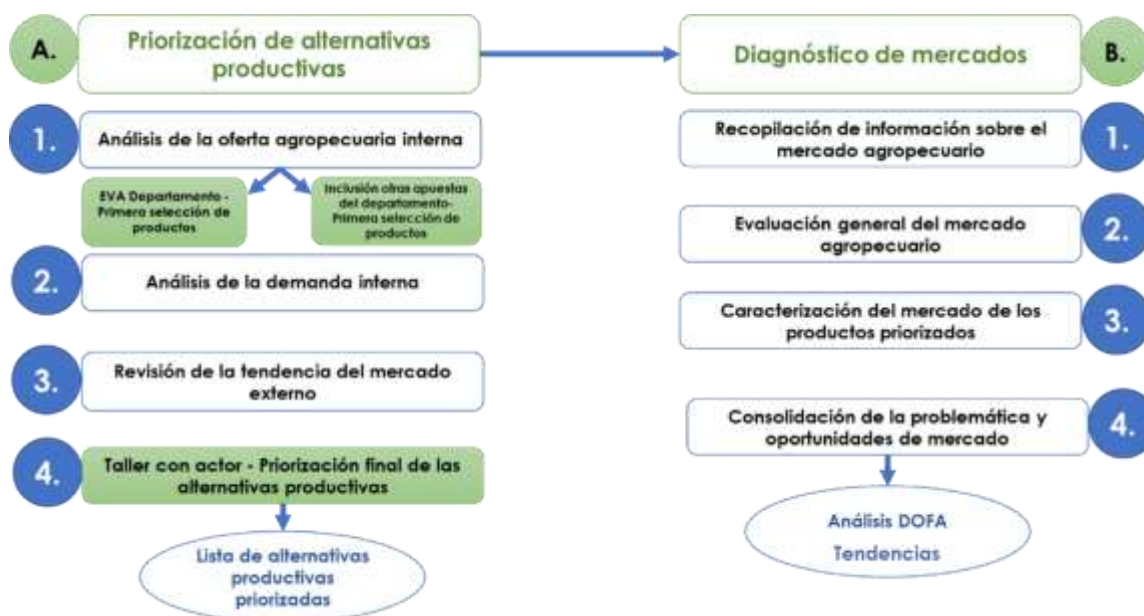 A.
Priorización de alternativas
productivas
1.
Análisis de la oferta agropecuaria interna
EVA Departamento -
Primera selección de
productos
Inclusión otras apuestas
del departamento-
Primera selección de
productos
2.
Análisis de la demanda interna
3.
Revisión de la tendencia del mercado
externo
4.
Taller con actor - Priorización final de las
alternativas productivas
Lista de alternativas
productivas
priorizadas
Diagnóstico de mercados
B.
Recopilación de información sobre el
mercado agropecuario
1.
Evaluación general del mercado
agropecuario
2.
Caracterización del mercado de los
productos priorizados
3.
Consolidación de la problemática y
oportunidades de mercado
4.
Análisis DOFA
Tendencias